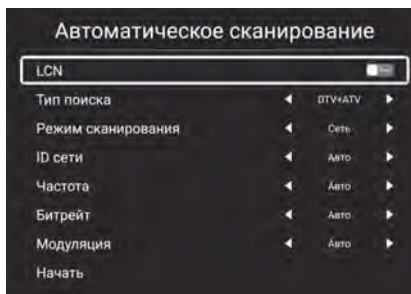 Автоматическое сканирование
LCN
Тип поиска DTV+ATV
Режим сканирования Сеть
ID сети Авто
Частота Авто
Битрейт Авто
Модуляция Авто
Начать